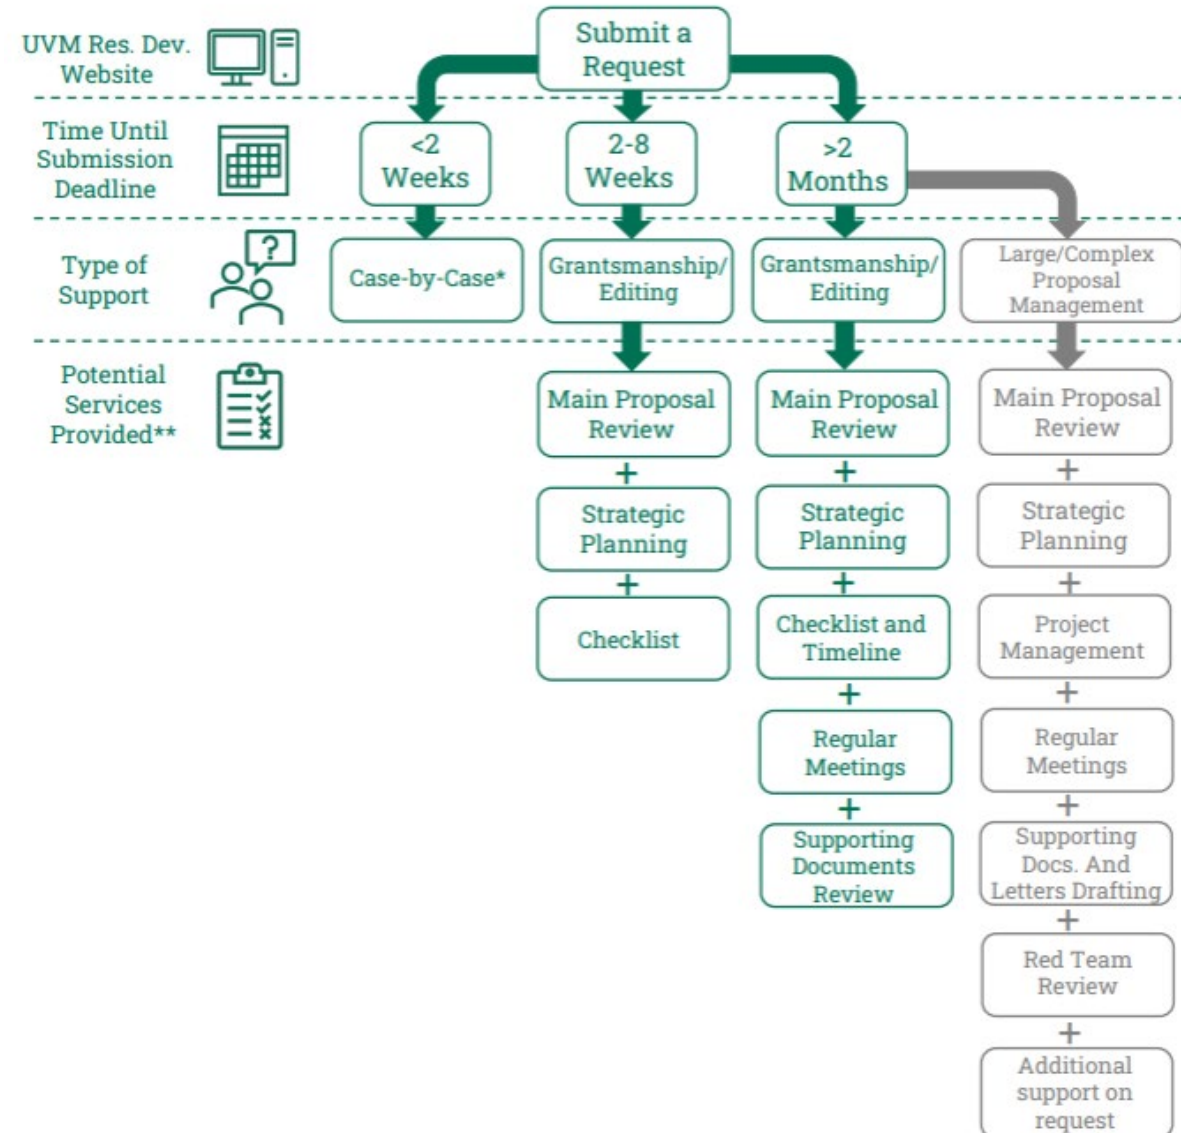 UVM Res. Dev.
Website
Submit a
Request
Time Until
Submission
Deadline
<2
Weeks
2-8
Weeks
>2
Months
Type of
Support
?
Case-by-Case*
Grantsmanship/
Editing
Grantsmanship/
Editing
Large/Complex
Proposal
Management
Potential
Services
Provided**
Main Proposal
Review
+
Strategic
Planning
+
Checklist
Main Proposal
Review
+
Strategic
Planning
+
Checklist and
Timeline
+
Regular
Meetings
+
Supporting
Documents
Review
Main Proposal
Review
+
Strategic
Planning
+
Project
Management
+
Regular
Meetings
+
Supporting
Docs. And
Letters Drafting
+
Red Team
Review
+
Additional
support on
request